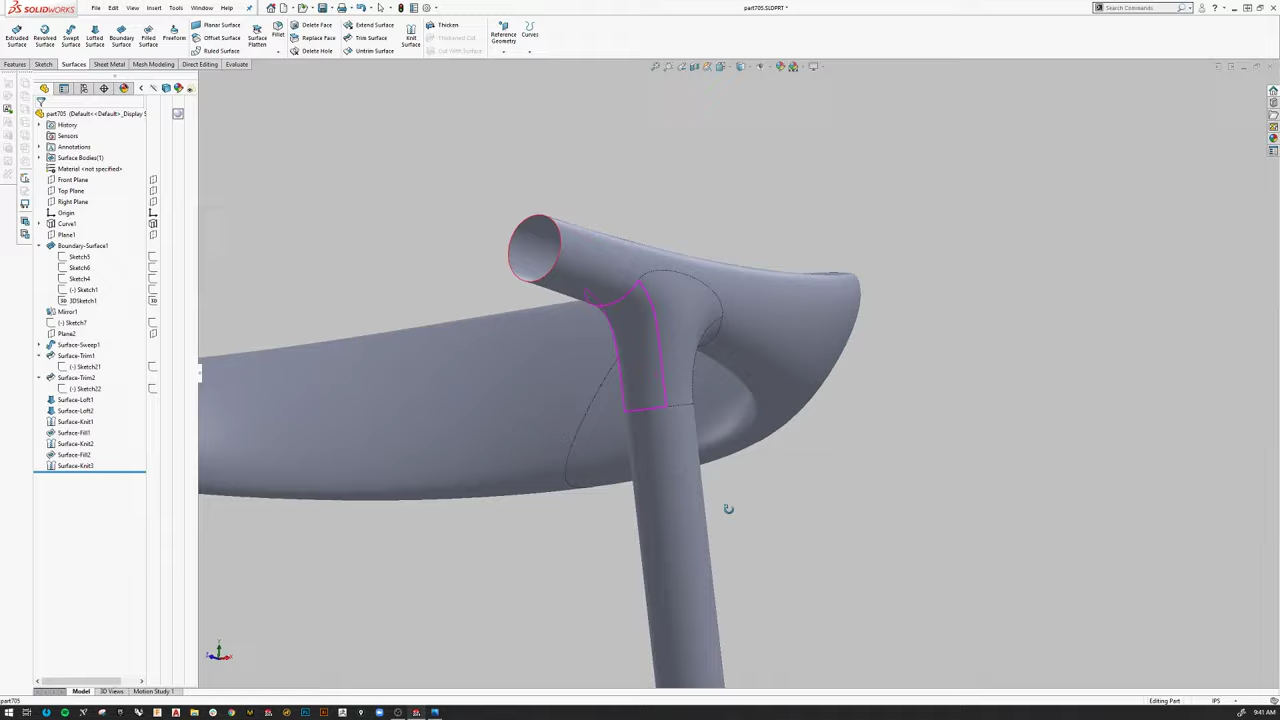 SOLIDWORKS File Edit View Insert Tools Window Help part705.SLDPRT * Search Commands
Extruded Surface
Revolved Surface
Swept Surface
Lofted Surface
Boundary Surface
Filled Surface
Freeform
Planar Surface
Offset Surface
Ruled Surface
Surface Flatten
Fillet
Delete Face
Replace Face
Delete Hole
Extend Surface
Trim Surface
Untrim Surface
Knit Surface
Thicken
Thickened Cut
Cut With Surface
Reference Geometry
Curves
Features Sketch Surfaces Sheet Metal Mesh Modeling Direct Editing Evaluate
part705 (Default<<Default>_Display S
History
Sensors
Annotations
Surface Bodies(1)
Material <not specified>
Front Plane
Top Plane
Right Plane
Origin
Curve1
Plane1
Boundary-Surface1
Sketch5
Sketch6
Sketch4
(-) Sketch1
3DSketch1
Mirror1
(-) Sketch7
Plane2
Surface-Sweep1
Surface-Trim1
(-) Sketch21
Surface-Trim2
(-) Sketch22
Surface-Loft1
Surface-Loft2
Surface-Knit1
Surface-Fill1
Surface-Knit2
Surface-Fill2
Surface-Knit3
Model 3D Views Motion Study 1
part705 Editing Part IPS
9:41 AM